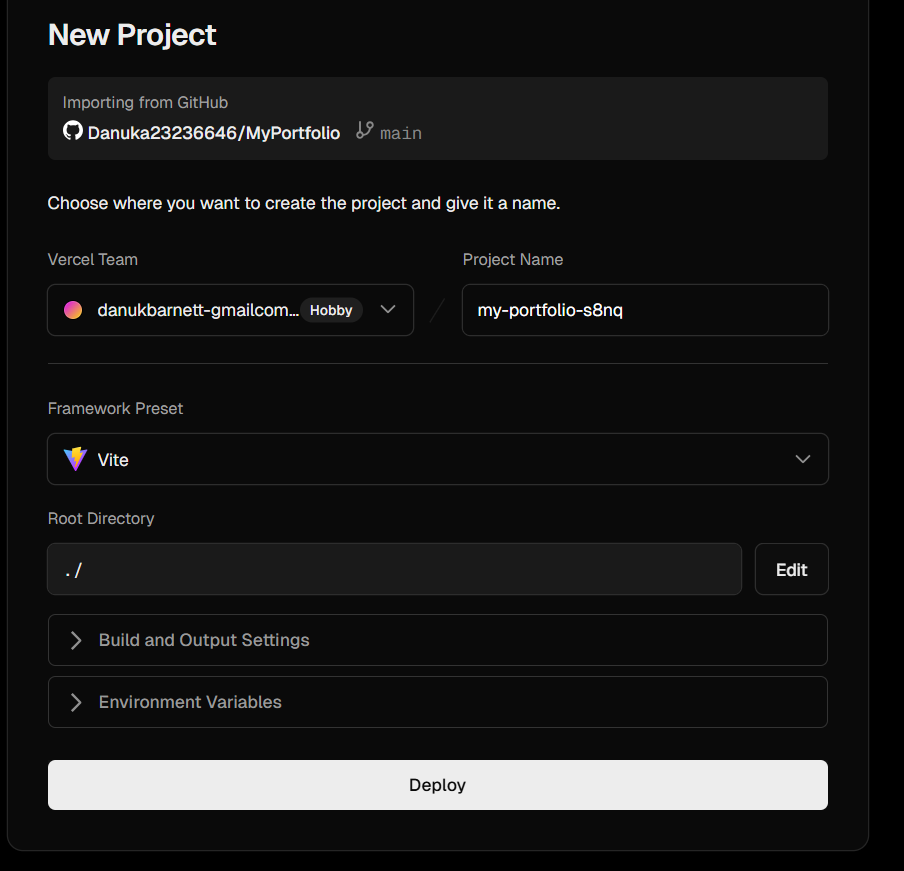 New Project
Importing from GitHub
Danuka23236646/MyPortfolio main
Choose where you want to create the project and give it a name.
Vercel Team
Project Name
danukbarnett-gmailcom... Hobby
my-portfolio-s8nq
Framework Preset
Vite
Root Directory
./
Edit
Build and Output Settings
Environment Variables
Deploy